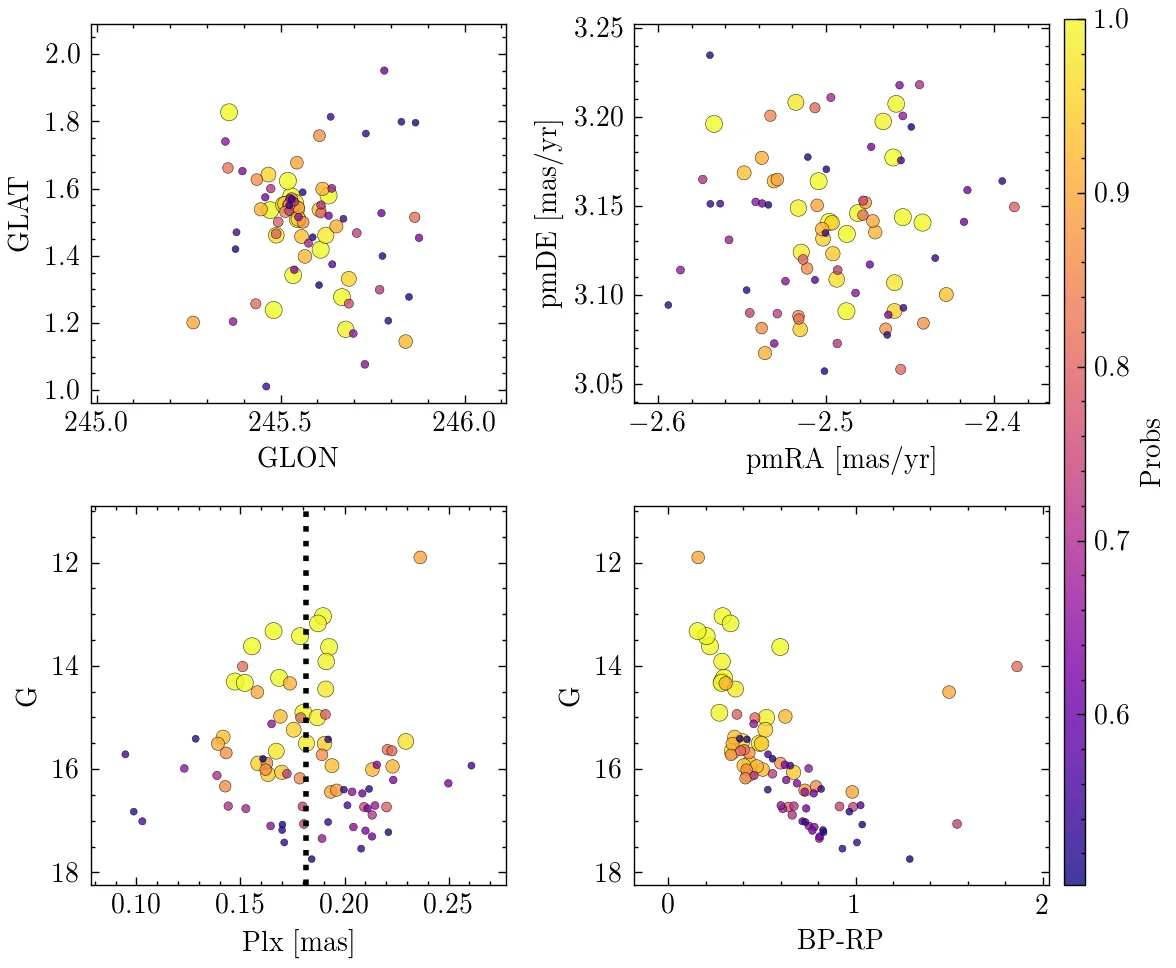 2.0
1.8
1.6
1.4
1.2
1.0
GLAT
245.0 245.5 246.0
GLON
3.25
3.20
3.15
3.10
3.05
pmDE [mas/yr]
−2.6 −2.5 −2.4
pmRA [mas/yr]
12
14
16
18
G
0.10 0.15 0.20 0.25
Plx [mas]
12
14
16
18
G
0 1 2
BP-RP
1.0
0.9
0.8
0.7
0.6
Probs